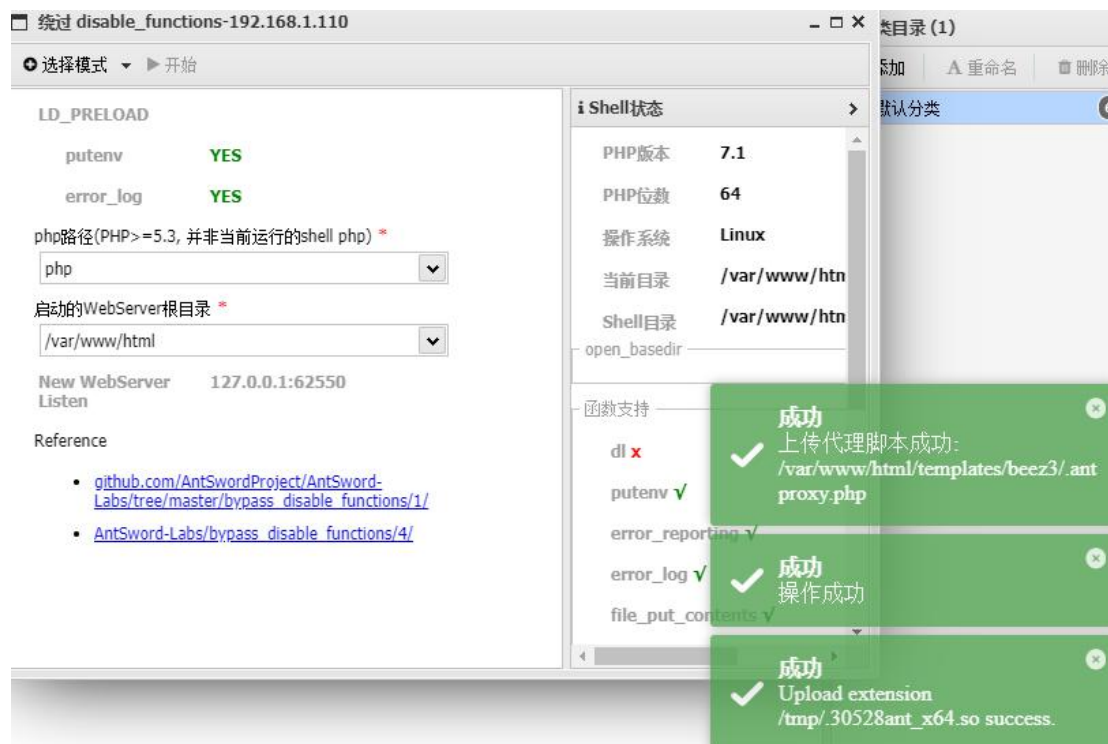 绕过 disable_functions-192.168.1.110
选择模式
开始
LD_PRELOAD
putenv YES
error_log YES
php路径(PHP>=5.3, 并非当前运行的shell php) *
php
启动的WebServer根目录 *
/var/www/html
New WebServer 127.0.0.1:62550
Listen
Reference
github.com/AntSwordProject/AntSword-
Labs/tree/master/bypass_disable_functions/1/
AntSword-Labs/bypass_disable_functions/4/
Shell状态
PHP版本 7.1
PHP位数 64
操作系统 Linux
当前目录 /var/www/htn
Shell目录 /var/www/htn
open_basedir
函数支持
dl x
putenv √
error_reporting √
error_log √
file_put_contents √
类目录 (1)
添加 A 重命名 删除
默认分类
成功
上传代理脚本成功:
/var/www/html/templates/beez3/.ant
proxy.php
成功
操作成功
成功
Upload extension
/tmp/.30528ant_x64.so success.